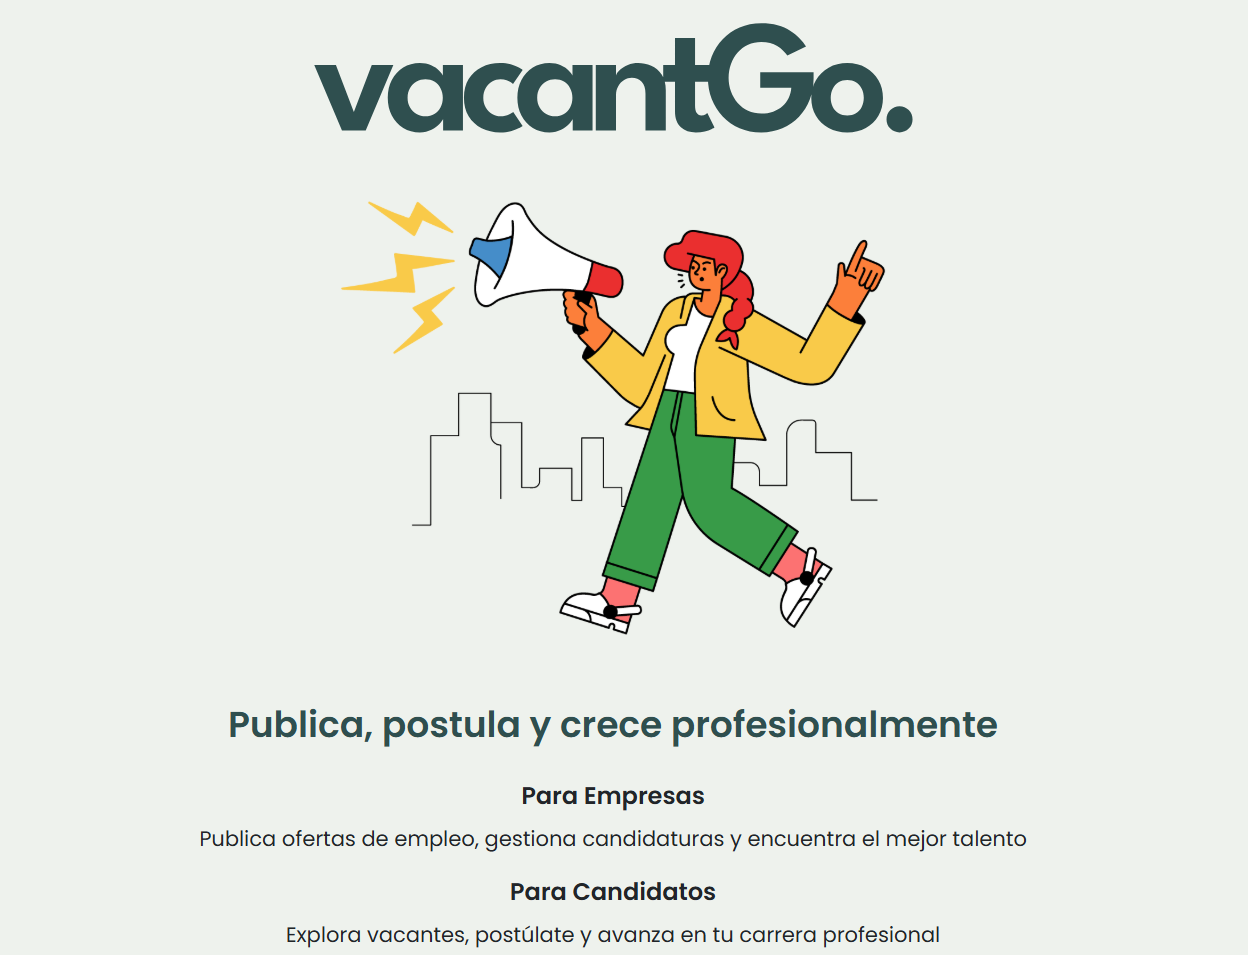 vacantGo.
Publica, postula y crece profesionalmente
Para Empresas
Publica ofertas de empleo, gestiona candidaturas y encuentra el mejor talento
Para Candidatos
Explora vacantes, postúlate y avanza en tu carrera profesional